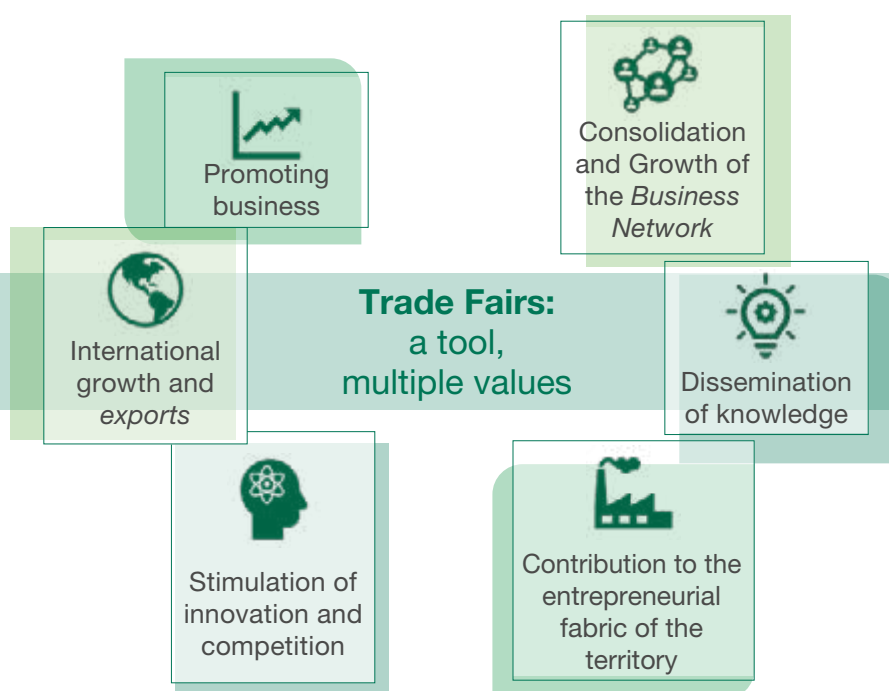 Promoting
business
Consolidation
and Growth of
the Business
Network
International
growth and
exports
Trade Fairs:
a tool,
multiple values
Dissemination
of knowledge
Stimulation of
innovation and
competition
Contribution to the
entrepreneurial
fabric of the
territory